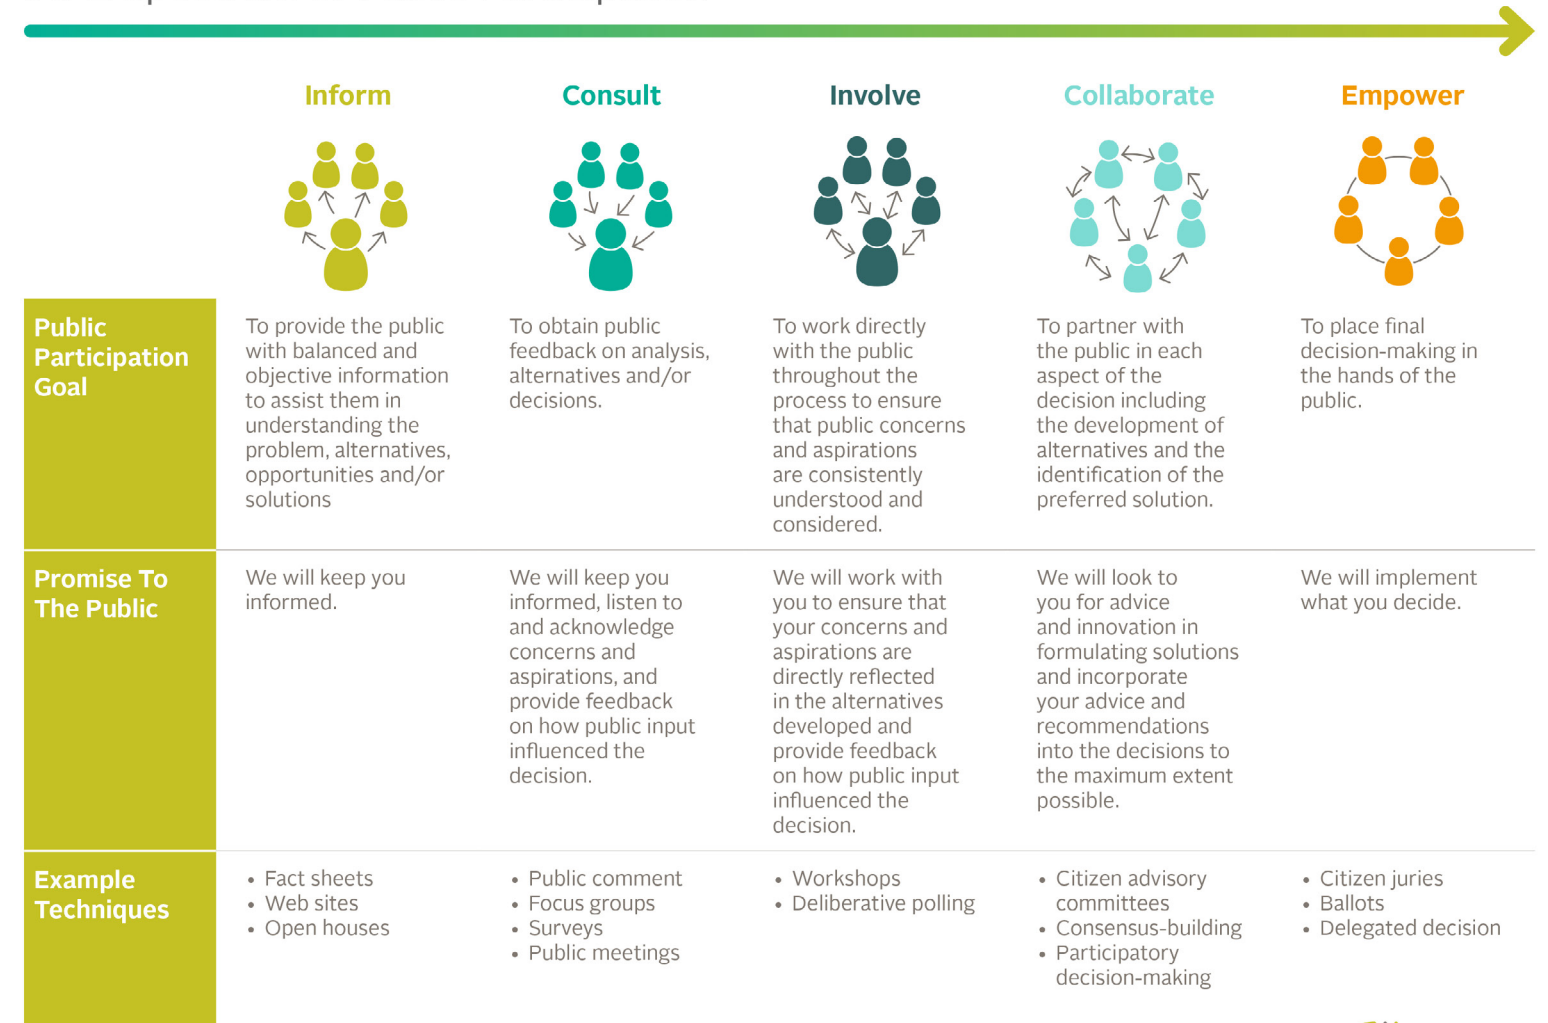 Inform
Consult
Involve
Collaborate
Empower
Public
Participation
Goal
To provide the public
with balanced and
objective information
to assist them in
understanding the
problem, alternatives,
opportunities and/or
solutions
To obtain public
feedback on analysis,
alternatives and/or
decisions.
To work directly
with the public
throughout the
process to ensure
that public concerns
and aspirations
are consistently
understood and
considered.
To partner with
the public in each
aspect of the
decision including
the development of
alternatives and the
identification of the
preferred solution.
To place final
decision-making in
the hands of the
public.
Promise To
The Public
We will keep you
informed.
We will keep you
informed, listen to
and acknowledge
concerns and
aspirations, and
provide feedback
on how public input
influenced the
decision.
We will work with
you to ensure that
your concerns and
aspirations are
directly reflected
in the alternatives
developed and
provide feedback
on how public input
influenced the
decision.
We will look to
you for advice
and innovation in
formulating solutions
and incorporate
your advice and
recommendations
into the decisions to
the maximum extent
possible.
We will implement
what you decide.
Example
Techniques
• Fact sheets
• Web sites
• Open houses
• Public comment
• Focus groups
• Surveys
• Public meetings
• Workshops
• Deliberative polling
• Citizen advisory
committees
• Consensus-building
• Participatory
decision-making
• Citizen juries
• Ballots
• Delegated decision